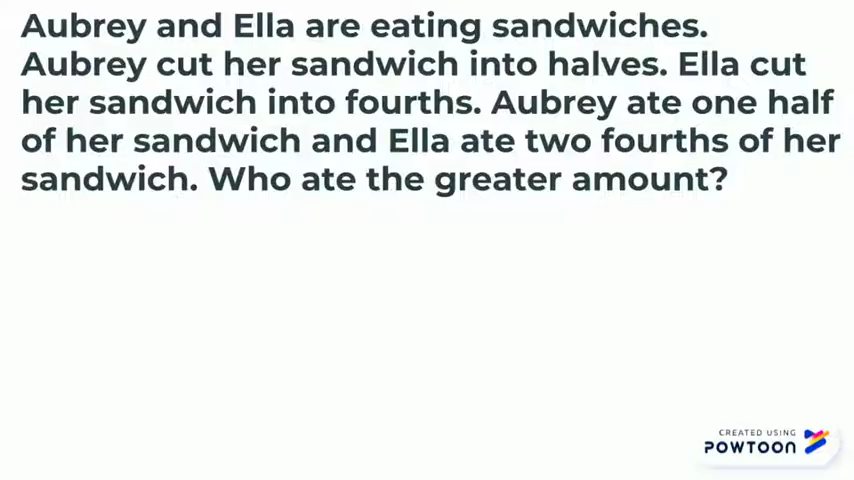 Aubrey and Ella are eating sandwiches.
Aubrey cut her sandwich into halves. Ella cut
her sandwich into fourths. Aubrey ate one half
of her sandwich and Ella ate two fourths of her
sandwich. Who ate the greater amount?
CREATED USING
POWTOON